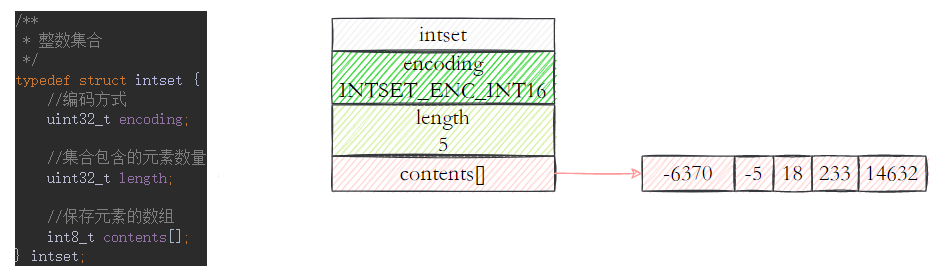 /**
* 整数集合
*/
typedef struct intset {
//编码方式
uint32_t encoding;
//集合包含的元素数量
uint32_t length;
//保存元素的数组
int8_t contents[];
} intset;
intset
encoding
INTSET_ENC_INT16
length
5
contents[]
-6370 -5 18 233 14632